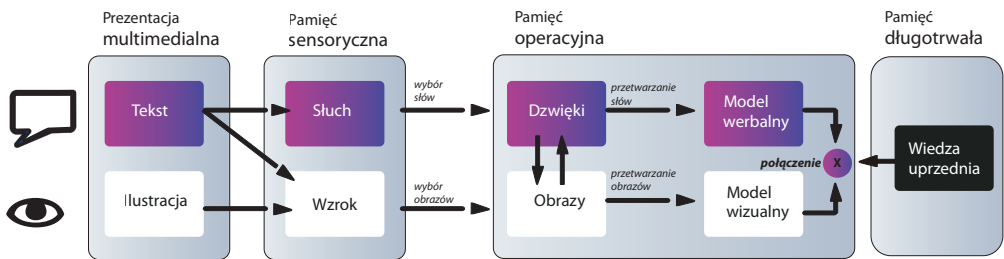 Prezentacja
multimedialna
Pamięć
sensoryczna
Pamięć
operacyjna
Pamięć
długotrwała
Tekst
Słuch
wybór
słów
Dzwięki
przetwarzanie
słów
Model
werbalny
połączenie
X
Wiedza
uprzednia
Ilustracja
Wzrok
wybór
obrazów
Obrazy
przetwarzanie
obrazów
Model
wizualny